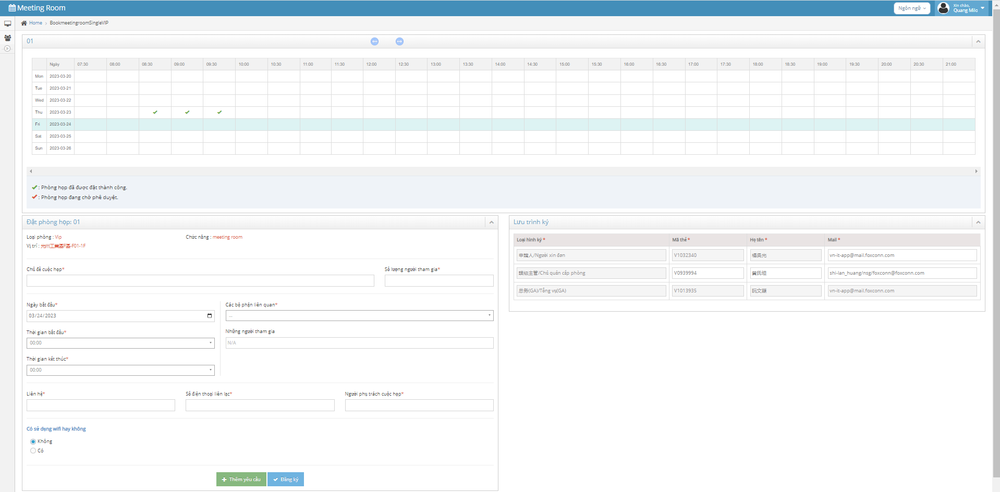 Meeting Room
Ngôn ngữ
Xin chào,
Quang Milo
Home
BookmeetingroomSingleVIP
01
Ngày 07:30 08:00 08:30 09:00 09:30 10:00 10:30 11:00 11:30 12:00 12:30 13:00 13:30 14:00 14:30 15:00 15:30 16:00 16:30 17:00 17:30 18:00 18:30 19:00 19:30 20:00 20:30 21:00
Mon 2023-03-20
Tue 2023-03-21
Wed 2023-03-22
Thu 2023-03-23
Fri 2023-03-24
Sat 2023-03-25
Sun 2023-03-26
: Phòng họp đã được đặt thành công.
: Phòng họp đang chờ phê duyệt.
Đặt phòng họp: 01
Loại phòng : Vip
Chức năng : meeting room
Vị trí : 光州工業區F區-F01-1F
Chủ đề cuộc họp*
Số lượng người tham gia*
Ngày bắt đầu*
03/24/2023
Các bộ phận liên quan*
...
Thời gian bắt đầu*
00:00
Những người tham gia
N/A
Thời gian kết thúc*
00:00
Liên hệ*
Số điện thoại liên lạc*
Người phụ trách cuộc họp*
Có sử dụng wifi hay không
Không
Có
Thêm yêu cầu
Đăng ký
Lưu trình ký
Loại hình ký * Mã thẻ * Họ tên * Mail *
申請人/Người xin đơn V1032340 楊吳光 vn-it-app@mail.foxconn.com
課級主管/Chủ quản cấp phòng V0939994 黃氏坦 shi-lan_huang/nsg/foxconn@foxconn.com
总务(GA)/Tổng vụ(GA) V1013935 阮文 vn-it-app@mail.foxconn.com